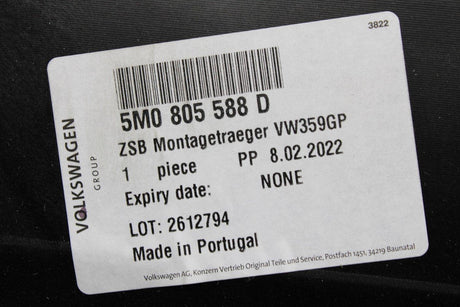 3822
VOLKSWAGEN
GROUP
5M0 805 588 D
ZSB Montagetraeger VW359GP
1 piece PP 8.02.2022
Expiry date: NONE
LOT: 2612794
Made in Portugal
Volkswagen AG, Konzern Vertrieb Original Teile und Service, Postfach 1451, 34219 Baunatal